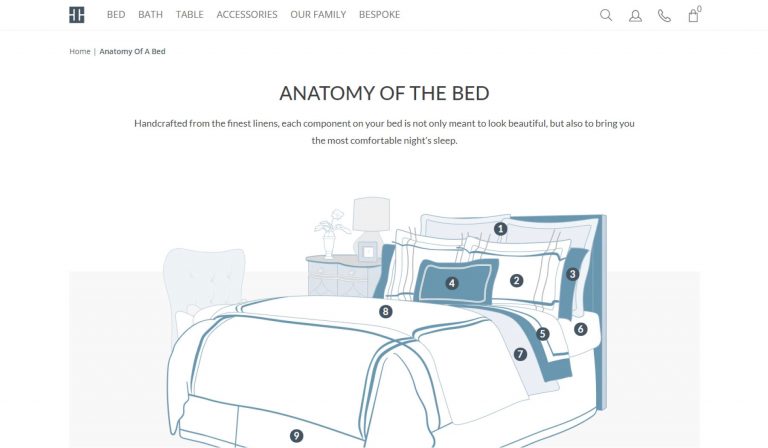 BED BATH TABLE ACCESSORIES OUR FAMILY BESPOKE
0
Home | Anatomy Of A Bed
ANATOMY OF THE BED
Handcrafted from the finest linens, each component on your bed is not only meant to look beautiful, but also to bring you
the most comfortable night's sleep.
1
2
3
4
8
5
6
7
9